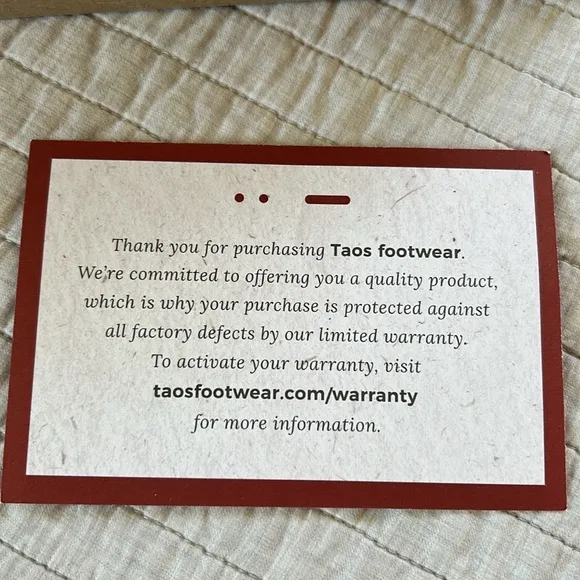 Thank you for purchasing Taos footwear.
We're committed to offering you a quality product,
which is why your purchase is protected against
all factory defects by our limited warranty.
To activate your warranty, visit
taosfootwear.com/warranty
for more information.